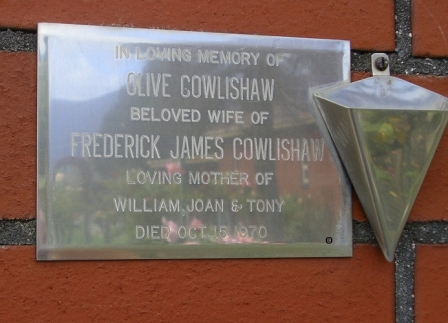 IN LOVING MEMORY OF
OLIVE COWLISHAW
BELOVED WIFE OF
FREDERICK JAMES COWLISHAW
LOVING MOTHER OF
WILLIAM, JOAN & TONY
DIED OCT. 15, 1970